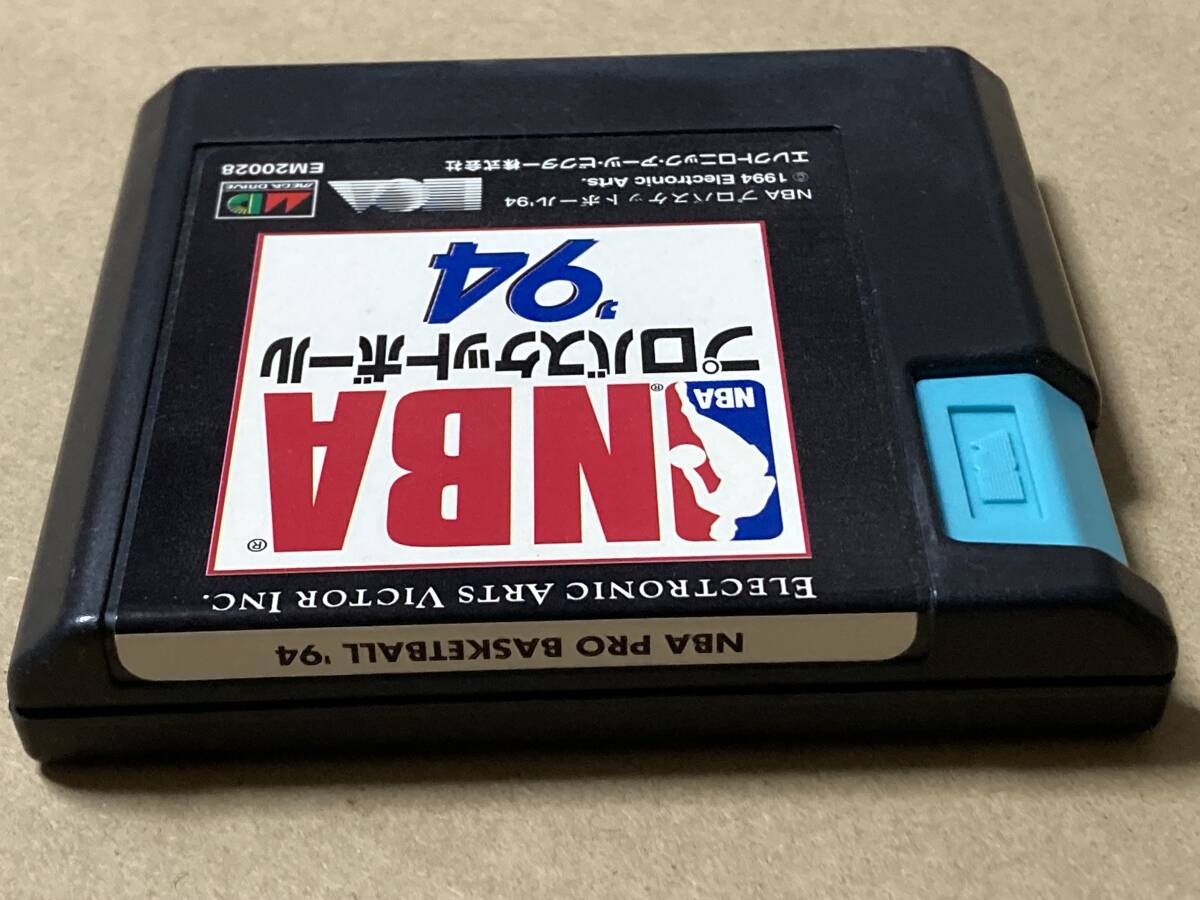 NBA PRO BASKETBALL '94
ELECTRONIC ARTS VICTOR INC.
NBA
NBA®
®
プロバスケットボール
'94
NBA プロバスケットボール'94
© 1994 Electronic Arts.
エレクトロニック・アーツ・ビクター株式会社
EA
MD
MEGA DRIVE
EM20028